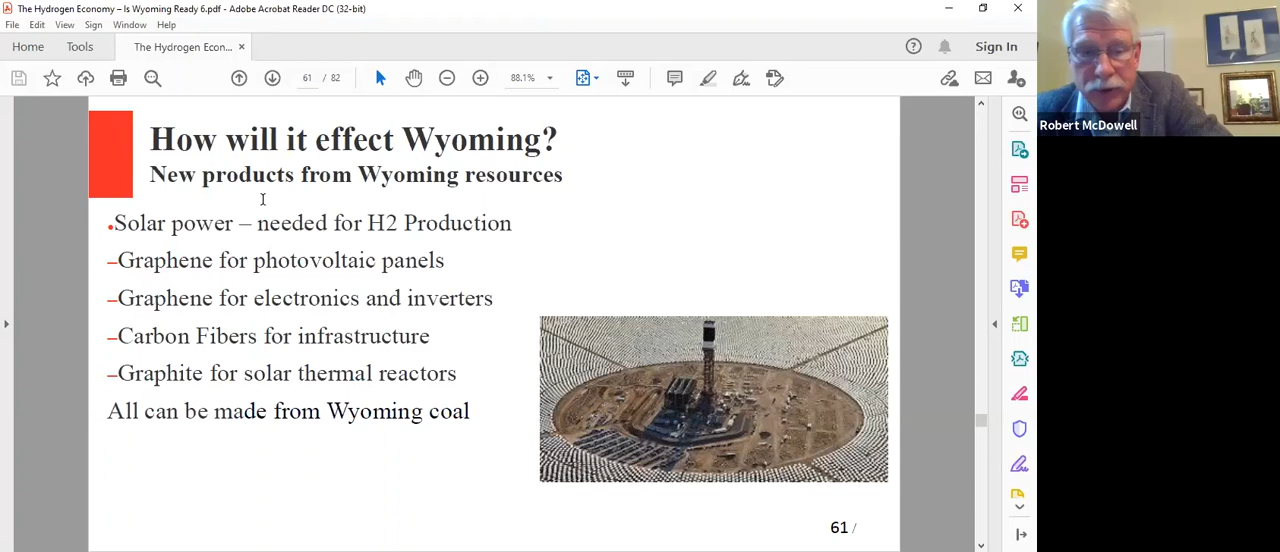 The Hydrogen Economy – Is Wyoming Ready 6.pdf - Adobe Acrobat Reader DC (32-bit)
File Edit View Sign Window Help
Home Tools The Hydrogen Econ... Sign In
61 / 82 88.1%
Robert McDowell
How will it effect Wyoming?
New products from Wyoming resources
•Solar power – needed for H2 Production
–Graphene for photovoltaic panels
–Graphene for electronics and inverters
–Carbon Fibers for infrastructure
–Graphite for solar thermal reactors
All can be made from Wyoming coal
61 /